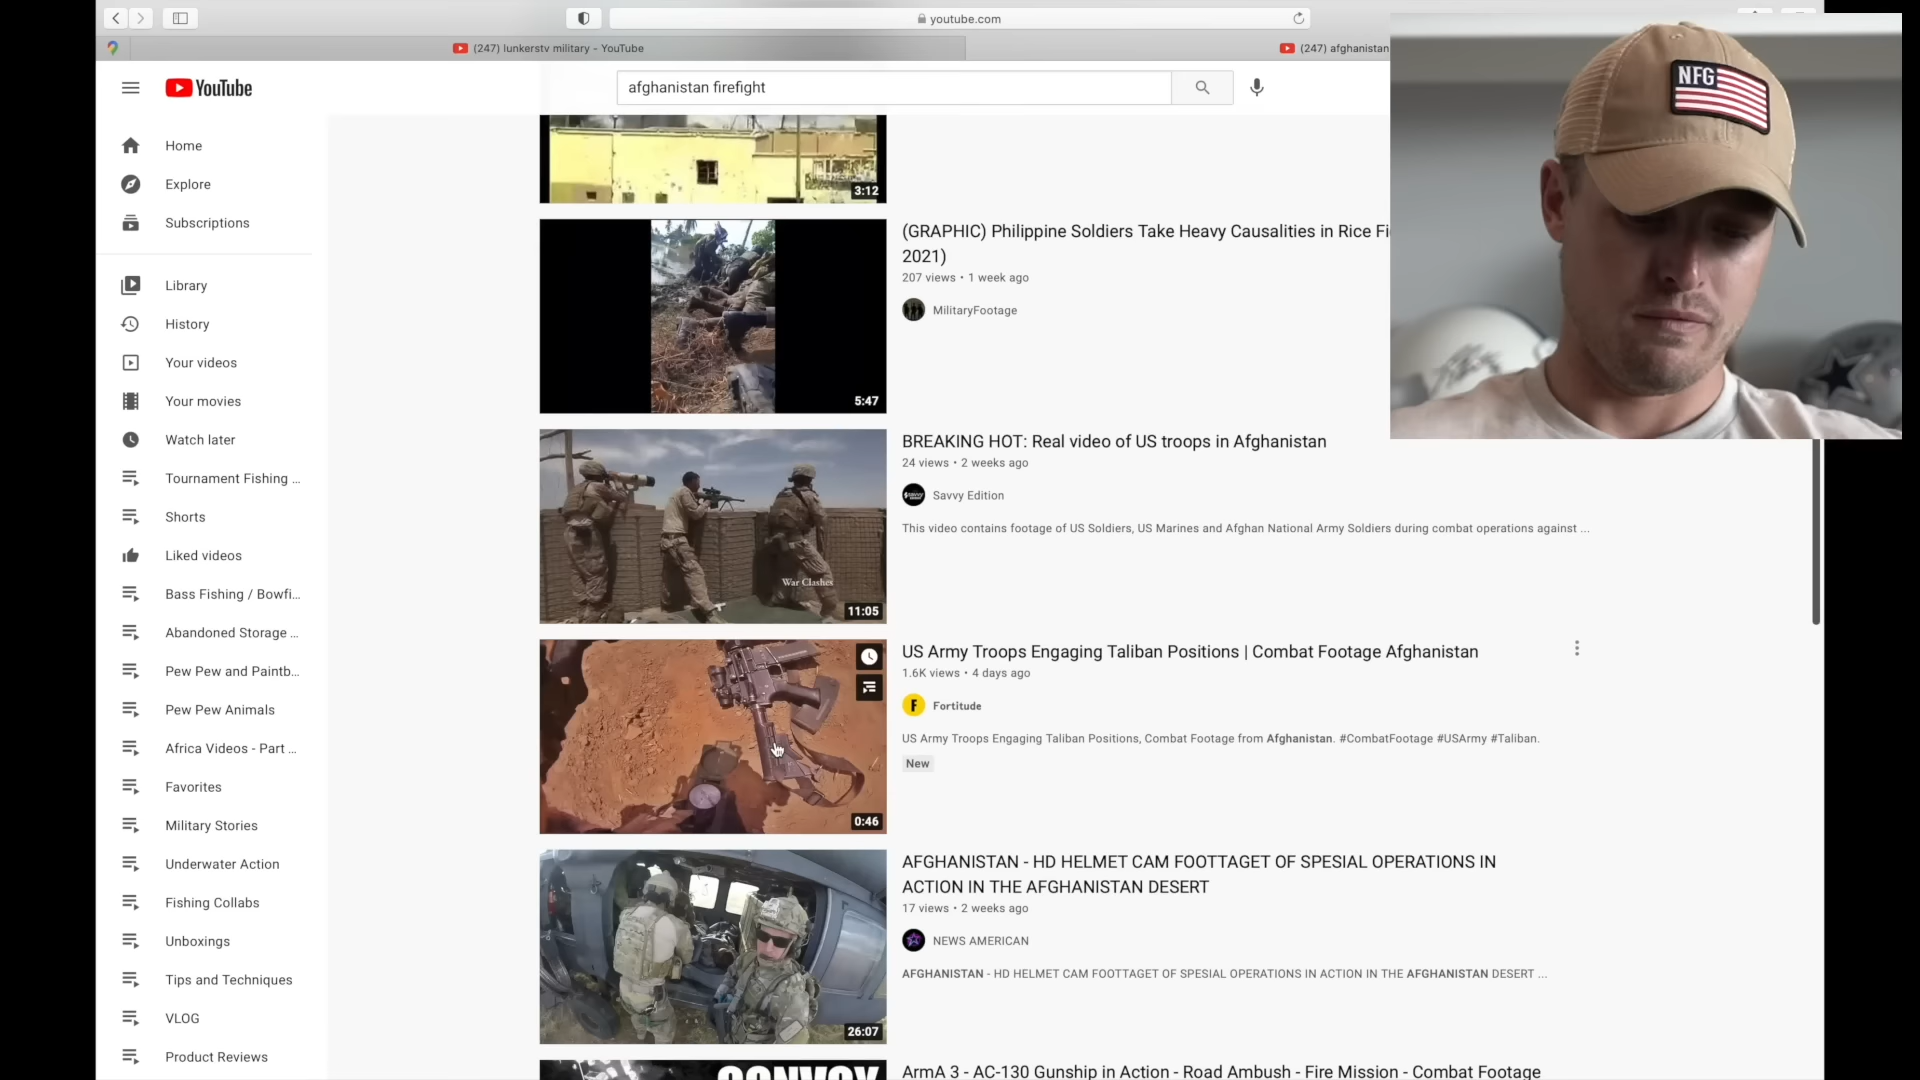 youtube.com
(247) lunkerstv military – YouTube
(247) afghanistan
YouTube
afghanistan firefight
Home
Explore
Subscriptions
Library
History
Your videos
Your movies
Watch later
Tournament Fishing ...
Shorts
Liked videos
Bass Fishing / Bowfi...
Abandoned Storage ...
Pew Pew and Paintb...
Pew Pew Animals
Africa Videos - Part ...
Favorites
Military Stories
Underwater Action
Fishing Collabs
Unboxings
Tips and Techniques
VLOG
Product Reviews
3:12
(GRAPHIC) Philippine Soldiers Take Heavy Causalities in Rice Fi
2021)
207 views • 1 week ago
MilitaryFootage
5:47
BREAKING HOT: Real video of US troops in Afghanistan
24 views • 2 weeks ago
Savvy Edition
This video contains footage of US Soldiers, US Marines and Afghan National Army Soldiers during combat operations against ...
War Clashes
11:05
US Army Troops Engaging Taliban Positions | Combat Footage Afghanistan
1.6K views • 4 days ago
F
Fortitude
US Army Troops Engaging Taliban Positions, Combat Footage from Afghanistan. #CombatFootage #USArmy #Taliban.
New
0:46
AFGHANISTAN - HD HELMET CAM FOOTTAGET OF SPESIAL OPERATIONS IN
ACTION IN THE AFGHANISTAN DESERT
17 views • 2 weeks ago
NEWS AMERICAN
AFGHANISTAN - HD HELMET CAM FOOTTAGET OF SPESIAL OPERATIONS IN ACTION IN THE AFGHANISTAN DESERT ...
26:07
CONVOY
ArmA 3 - AC-130 Gunship in Action - Road Ambush - Fire Mission - Combat Footage
NFG